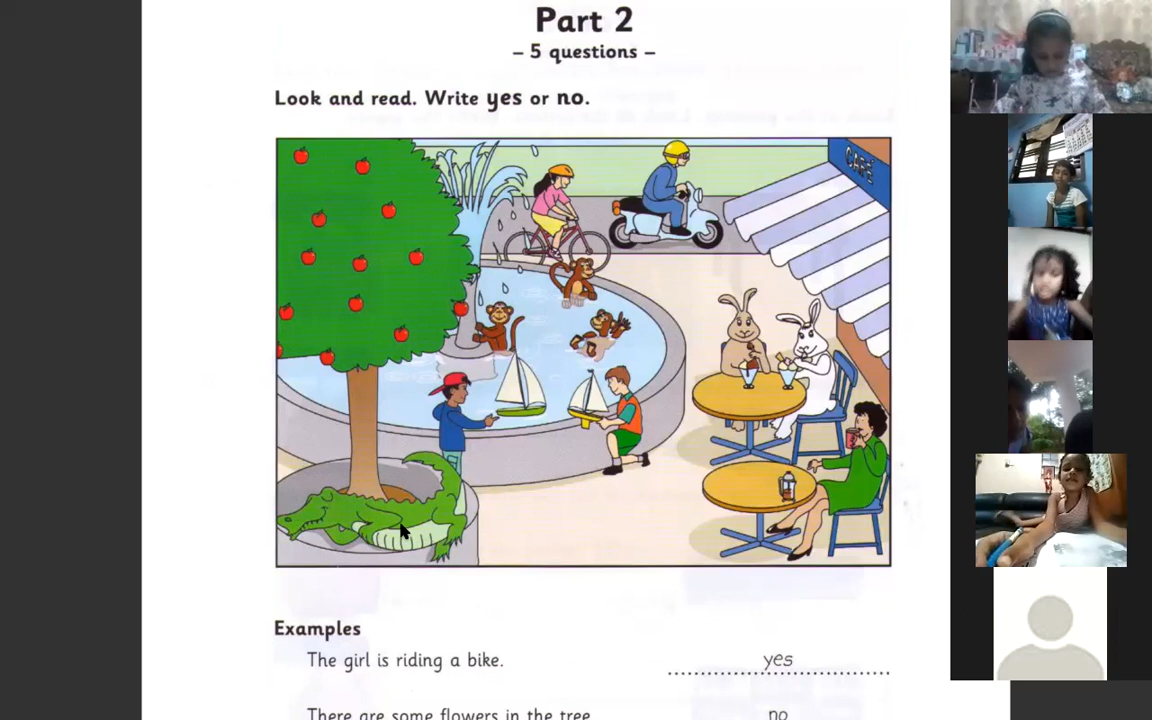 Part 2
– 5 questions –
Look and read. Write yes or no.
CAFÉ
Examples
The girl is riding a bike. yes
There are some flowers in the tree no